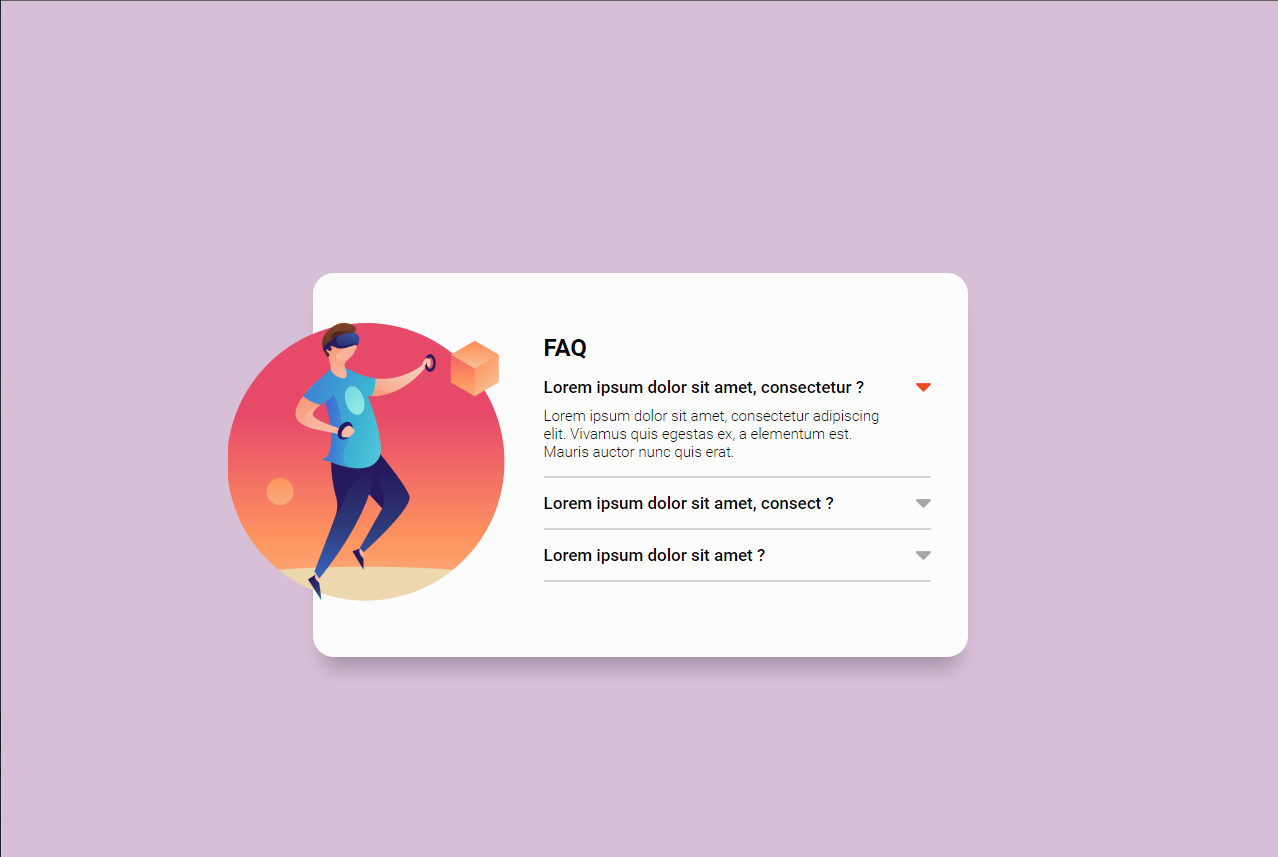 FAQ
Lorem ipsum dolor sit amet, consectetur ?
Lorem ipsum dolor sit amet, consectetur adipiscing
elit. Vivamus quis egestas ex, a elementum est.
Mauris auctor nunc quis erat.
Lorem ipsum dolor sit amet, consect ?
Lorem ipsum dolor sit amet ?